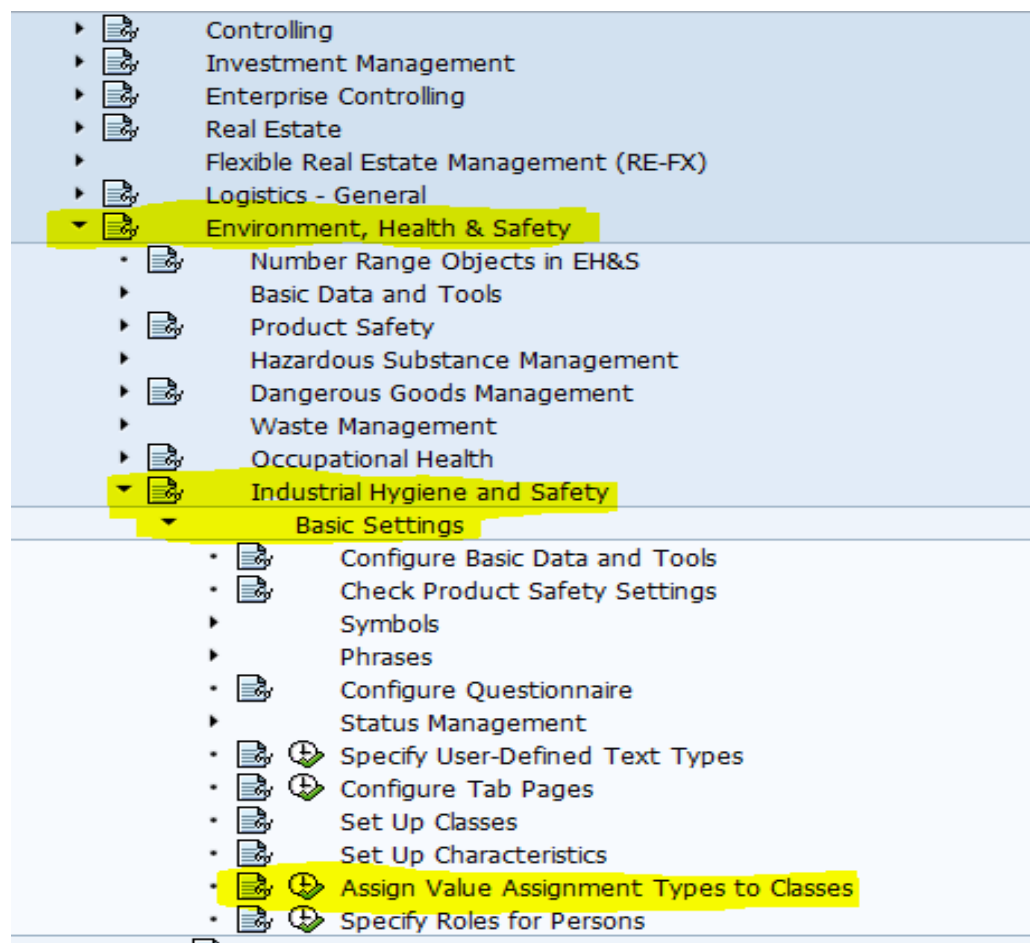 Controlling
Investment Management
Enterprise Controlling
Real Estate
Flexible Real Estate Management (RE-FX)
Logistics - General
Environment, Health & Safety
Number Range Objects in EH&S
Basic Data and Tools
Product Safety
Hazardous Substance Management
Dangerous Goods Management
Waste Management
Occupational Health
Industrial Hygiene and Safety
Basic Settings
Configure Basic Data and Tools
Check Product Safety Settings
Symbols
Phrases
Configure Questionnaire
Status Management
Specify User-Defined Text Types
Configure Tab Pages
Set Up Classes
Set Up Characteristics
Assign Value Assignment Types to Classes
Specify Roles for Persons